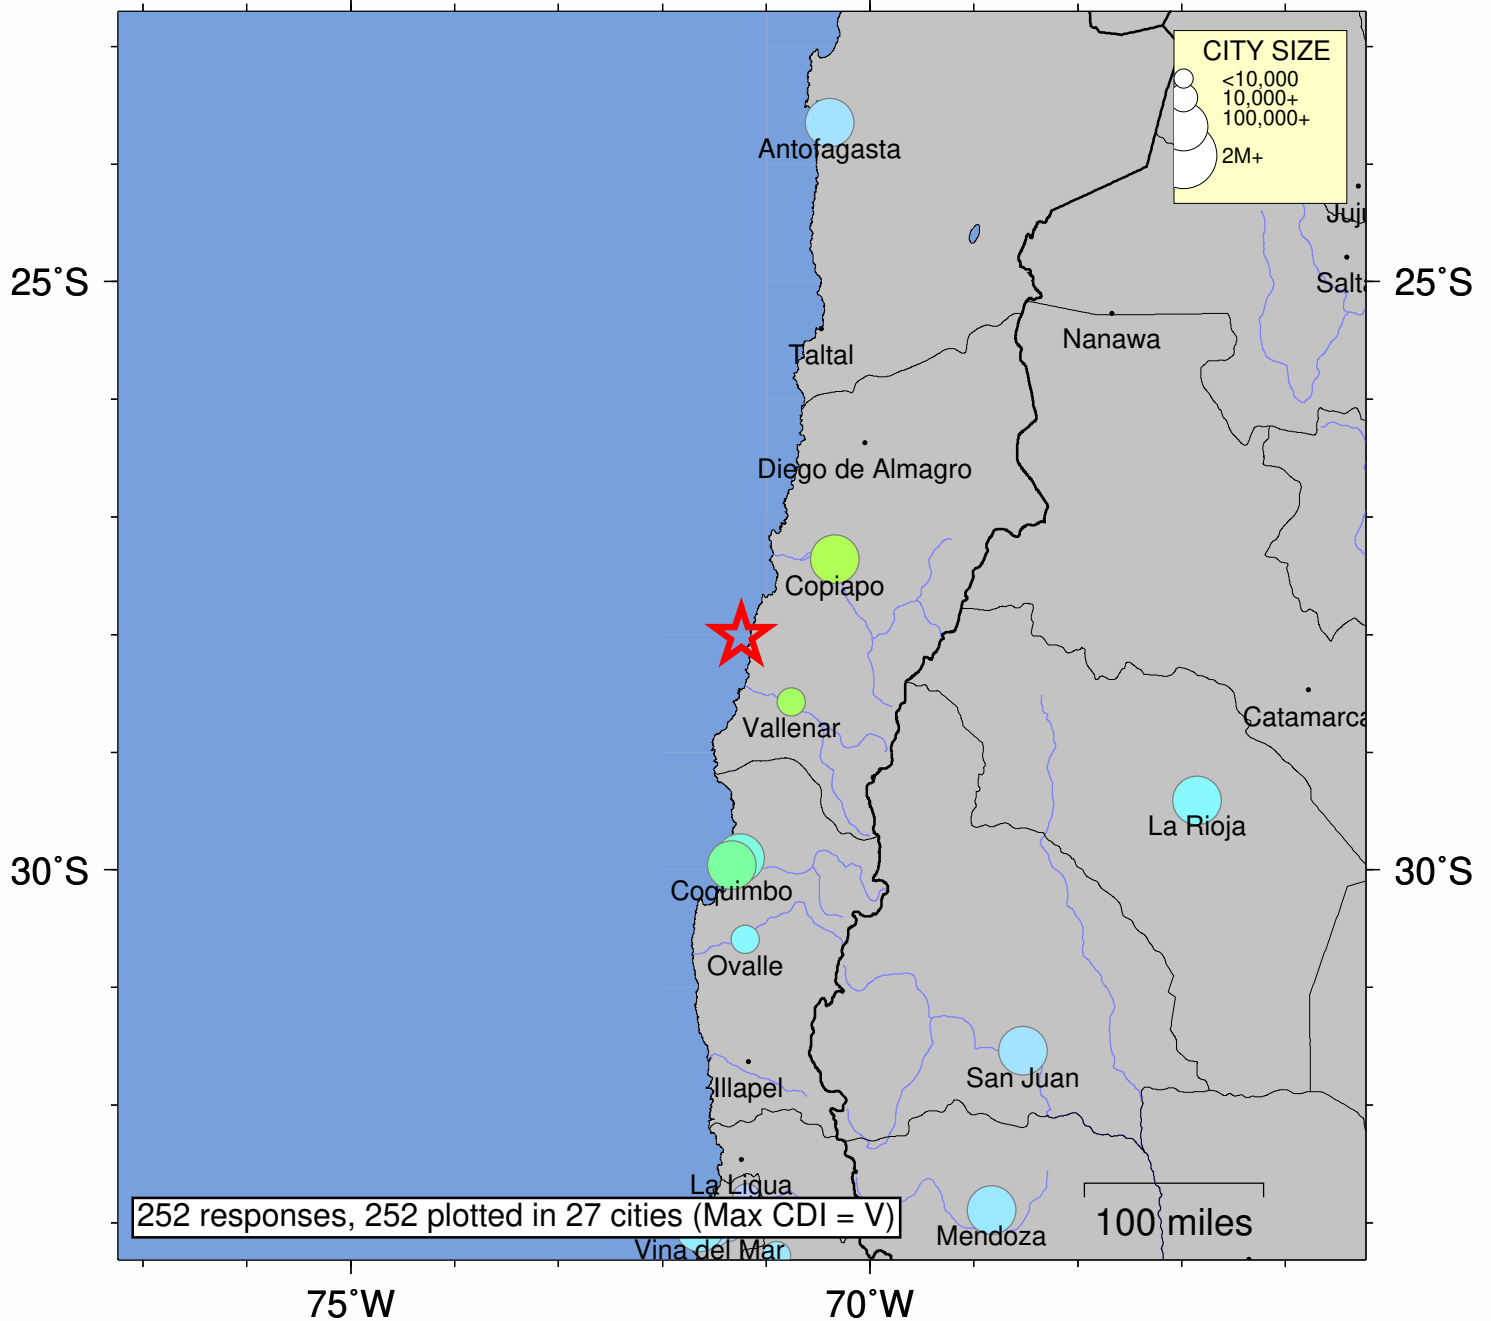 CITY SIZE
<10,000
10,000+
100,000+
2M+
Antofagasta
Juj
25°S
25°S
Salta
Nanawa
Taltal
Diego de Almagro
Copiapo
Catamarca
Vallenar
La Rioja
30°S
30°S
Coquimbo
Ovalle
San Juan
Illapel
La Ligua
252 responses, 252 plotted in 27 cities (Max CDI = V)
100 miles
Mendoza
Vina del Mar
75°W
70°W